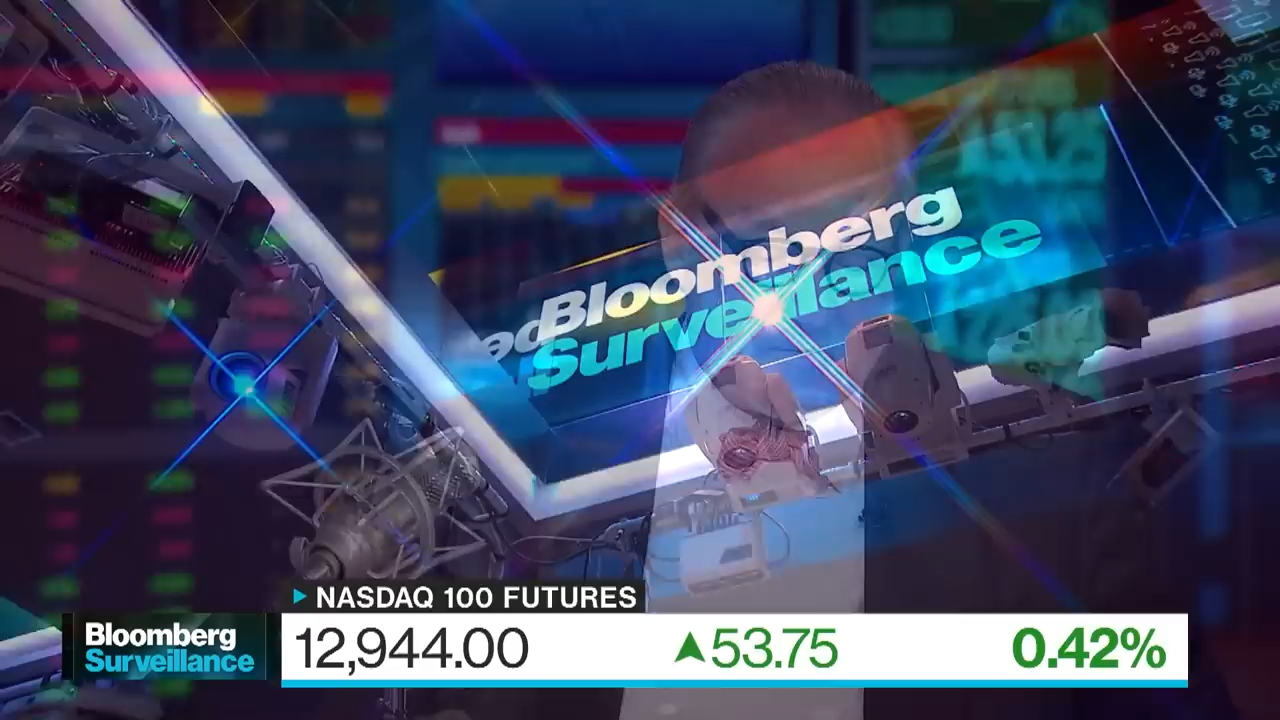 Bloomberg
Surveillance
NASDAQ 100 FUTURES
Bloomberg
Surveillance
12,944.00
53.75
0.42%